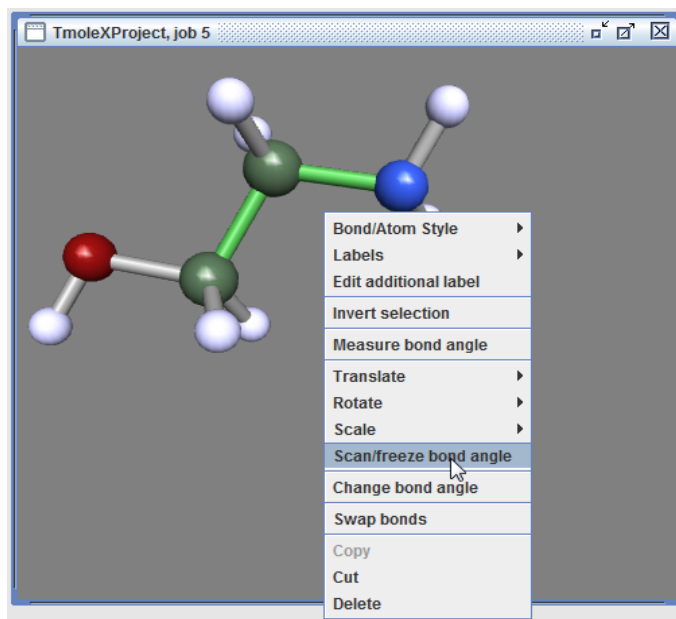 TmoleXProject, job 5
Bond/Atom Style
Labels
Edit additional label
Invert selection
Measure bond angle
Translate
Rotate
Scale
Scan/freeze bond angle
Change bond angle
Swap bonds
Copy
Cut
Delete